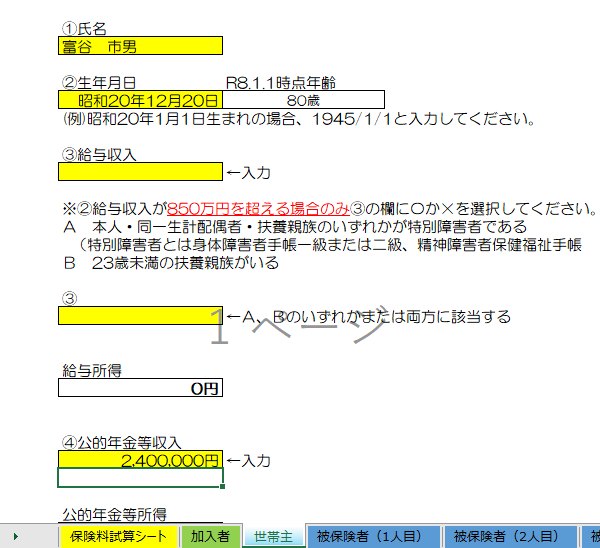 ①氏名
富谷　市男
②生年月日　R8.1.1時点年齢
昭和20年12月20日　80歳
(例)昭和20年1月1日生まれの場合、1945/1/1と入力してください。
③給与収入
←入力
※②給与収入が850万円を超える場合のみ③の欄に○か×を選択してください。
A　本人・同一生計配偶者・扶養親族のいずれかが特別障害者である
（特別障害者とは身体障害者手帳一級または二級、精神障害者保健福祉手帳
B　23歳未満の扶養親族がいる
③
←A、Bのいずれかまたは両方に該当する
1 ページ
給与所得
0円
④公的年金等収入
2,400,000円　←入力
公的年金等所得
保険料試算シート　加入者　世帯主　被保険者（1人目）　被保険者（2人目）　被